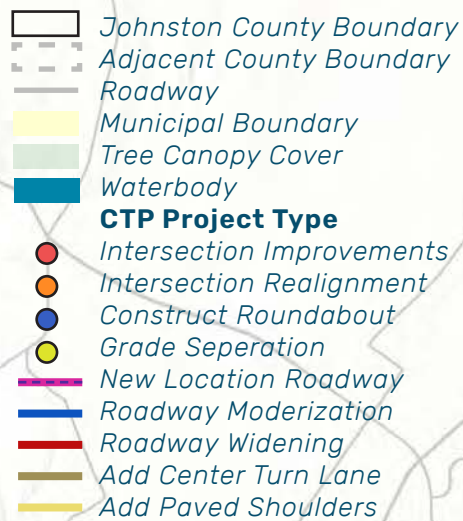 Johnston County Boundary
Adjacent County Boundary
Roadway
Municipal Boundary
Tree Canopy Cover
Waterbody
CTP Project Type
Intersection Improvements
Intersection Realignment
Construct Roundabout
Grade Seperation
New Location Roadway
Roadway Moderization
Roadway Widening
Add Center Turn Lane
Add Paved Shoulders